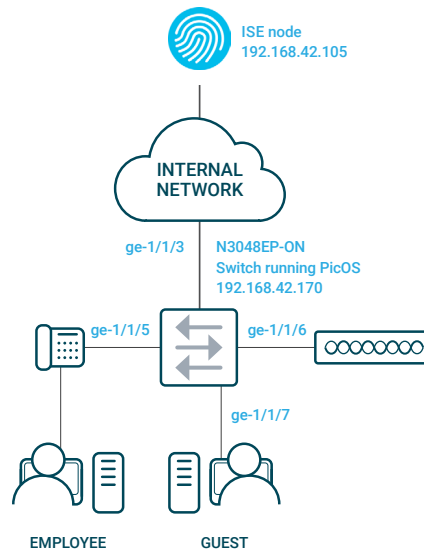 ISE node
192.168.42.105
INTERNAL
NETWORK
ge-1/1/3
N3048EP-ON
Switch running PicOS
192.168.42.170
ge-1/1/5
ge-1/1/6
ge-1/1/7
EMPLOYEE
GUEST